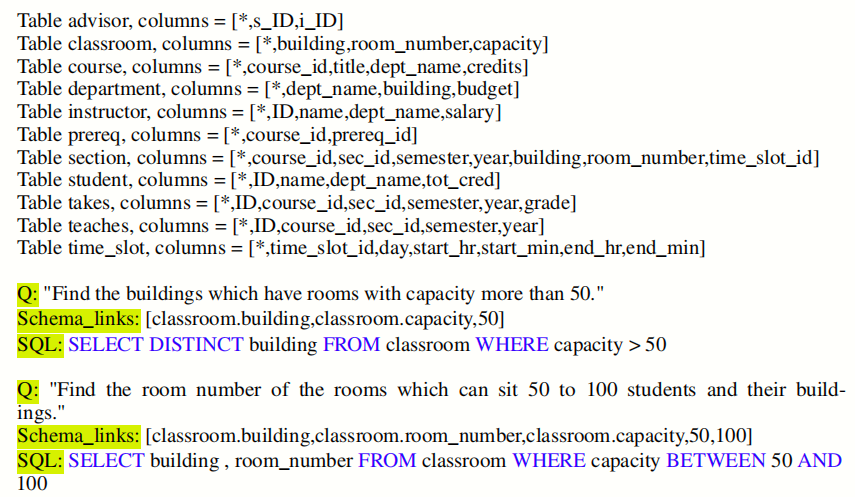 Table advisor, columns = [*,s_ID,i_ID]
Table classroom, columns = [*,building,room_number,capacity]
Table course, columns = [*,course_id,title,dept_name,credits]
Table department, columns = [*,dept_name,building,budget]
Table instructor, columns = [*,ID,name,dept_name,salary]
Table prereq, columns = [*,course_id,prereq_id]
Table section, columns = [*,course_id,sec_id,semester,year,building,room_number,time_slot_id]
Table student, columns = [*,ID,name,dept_name,tot_cred]
Table takes, columns = [*,ID,course_id,sec_id,semester,year,grade]
Table teaches, columns = [*,ID,course_id,sec_id,semester,year]
Table time_slot, columns = [*,time_slot_id,day,start_hr,start_min,end_hr,end_min]
Q: "Find the buildings which have rooms with capacity more than 50."
Schema_links: [classroom.building,classroom.capacity,50]
SQL: SELECT DISTINCT building FROM classroom WHERE capacity > 50
Q: "Find the room number of the rooms which can sit 50 to 100 students and their build-
ings."
Schema_links: [classroom.building,classroom.room_number,classroom.capacity,50,100]
SQL: SELECT building , room_number FROM classroom WHERE capacity BETWEEN 50 AND
100